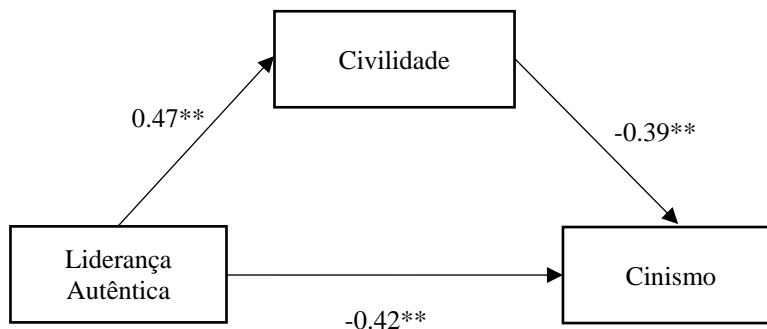 Civilidade
0.47**
-0.39**
Liderança
Autêntica
Cinismo
-0.42**